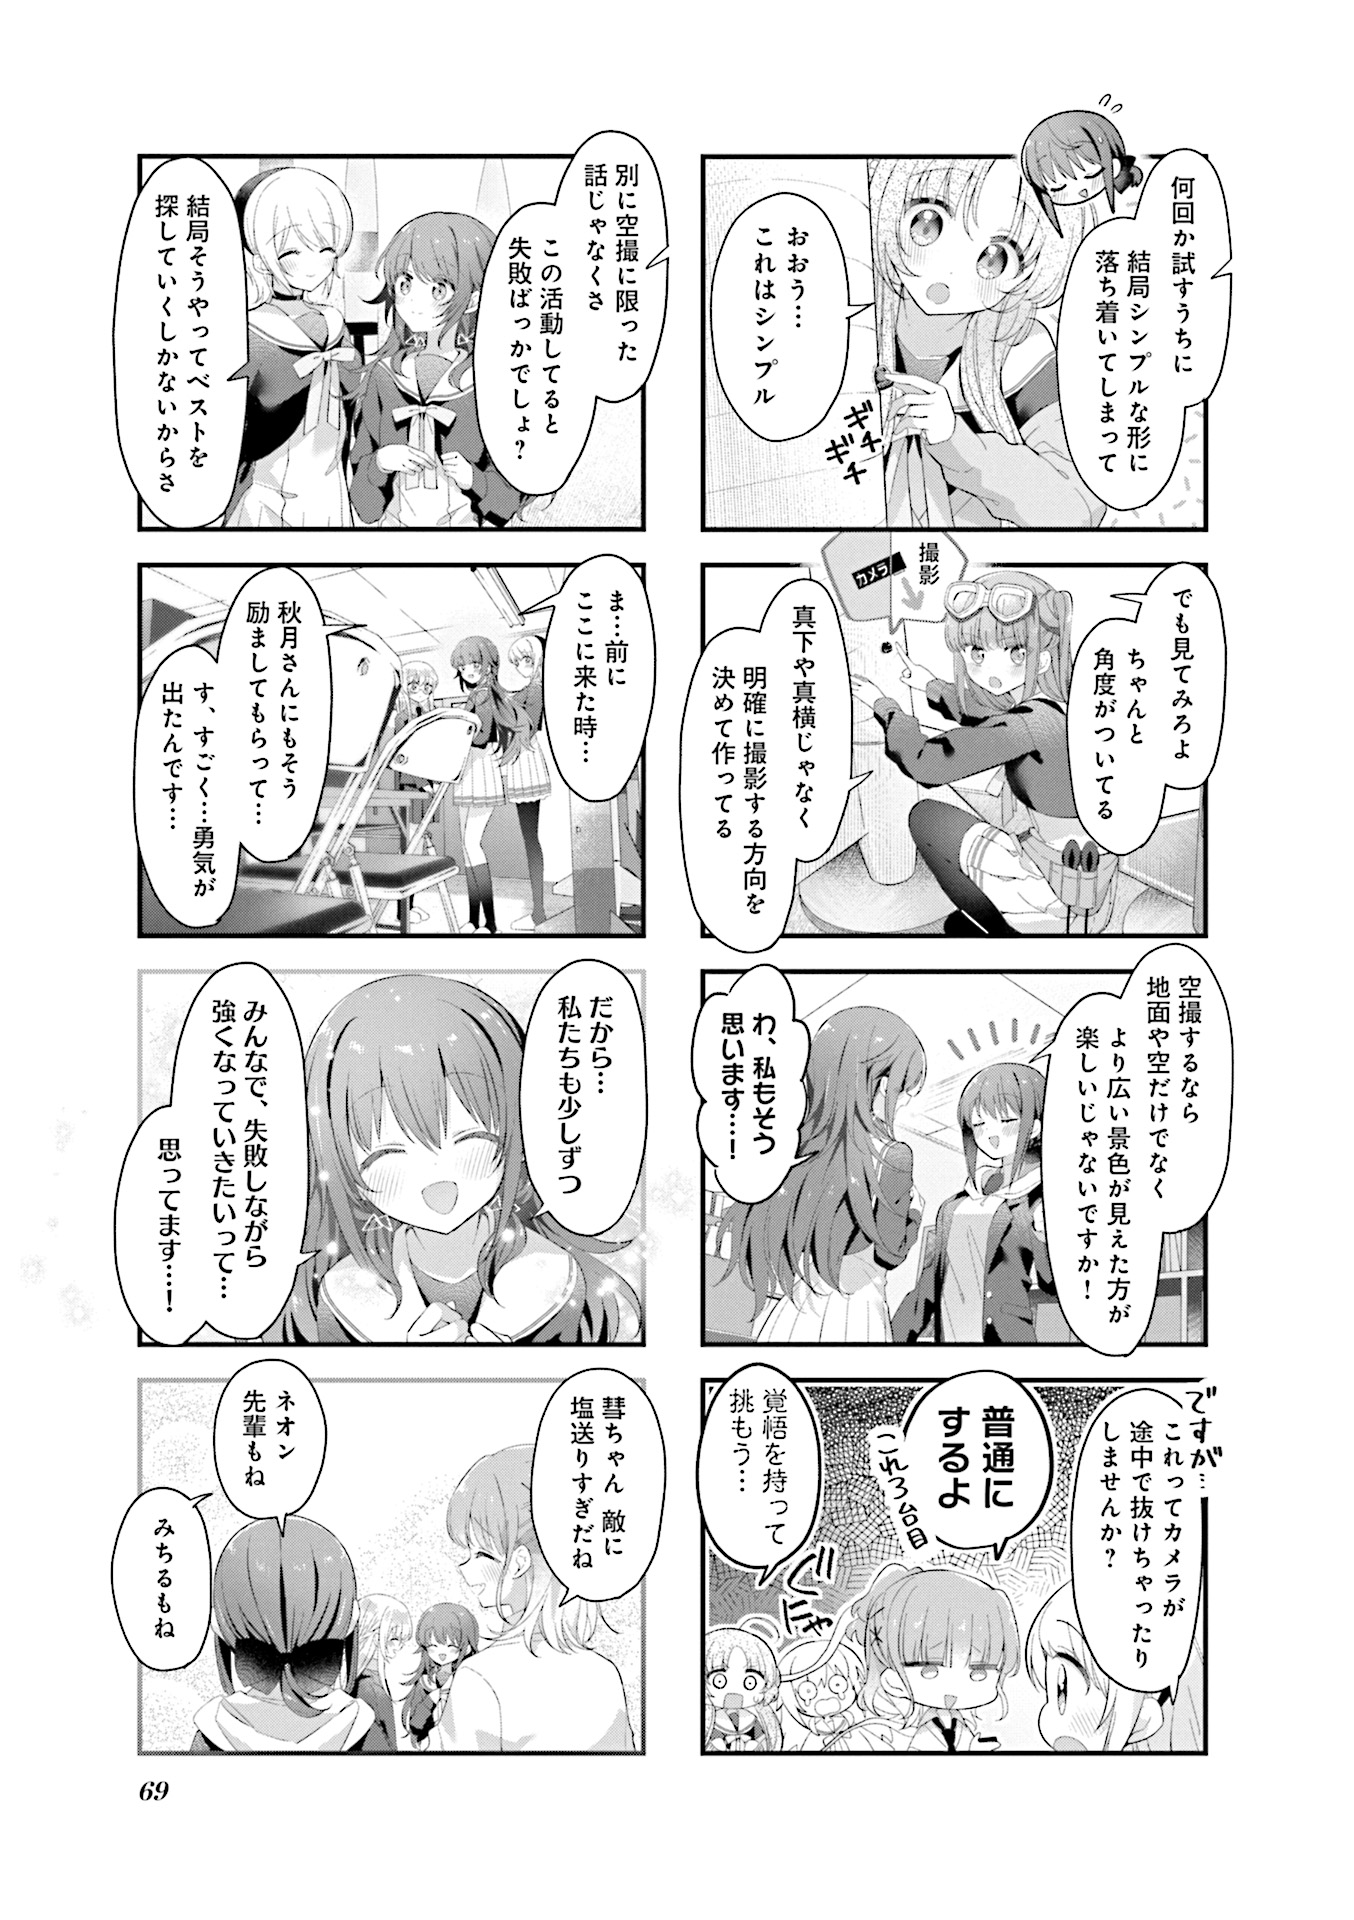 何回か試すうちに
結局シンプルな形に
落ち着いてしまって
おおう…
これはシンプル
ギチ
ギチ
でも見てみろよ
ちゃんと
角度がついてる
撮影
カメラ
真下や真横じゃなく
明確に撮影する方向を
決めて作ってる
空撮するなら
地面や空だけでなく
より広い景色が見えた方が
楽しいじゃないですか!
わ、私もそう
思います…!
ですが…
これってカメラが
途中で抜けちゃったり
しませんか?
普通に
するよ
これ3台目
覚悟を持って
挑もう…
ぐにゃ
別に空撮に限った
話じゃなくさ
この活動してると
失敗ばっかでしょ?
結局そうやってベストを
探していくしかないからさ
ま…前に
ここに来た時…
秋月さんにもそう
励ましてもらって…
す、すごく…勇気が
出たんです…
だから…
私たちも少しずつ
みんなで、失敗しながら
強くなっていきたいって…
思ってます…!
彗ちゃん 敵に
塩送りすぎだね
ネオン
先輩もね
みちるもね
69